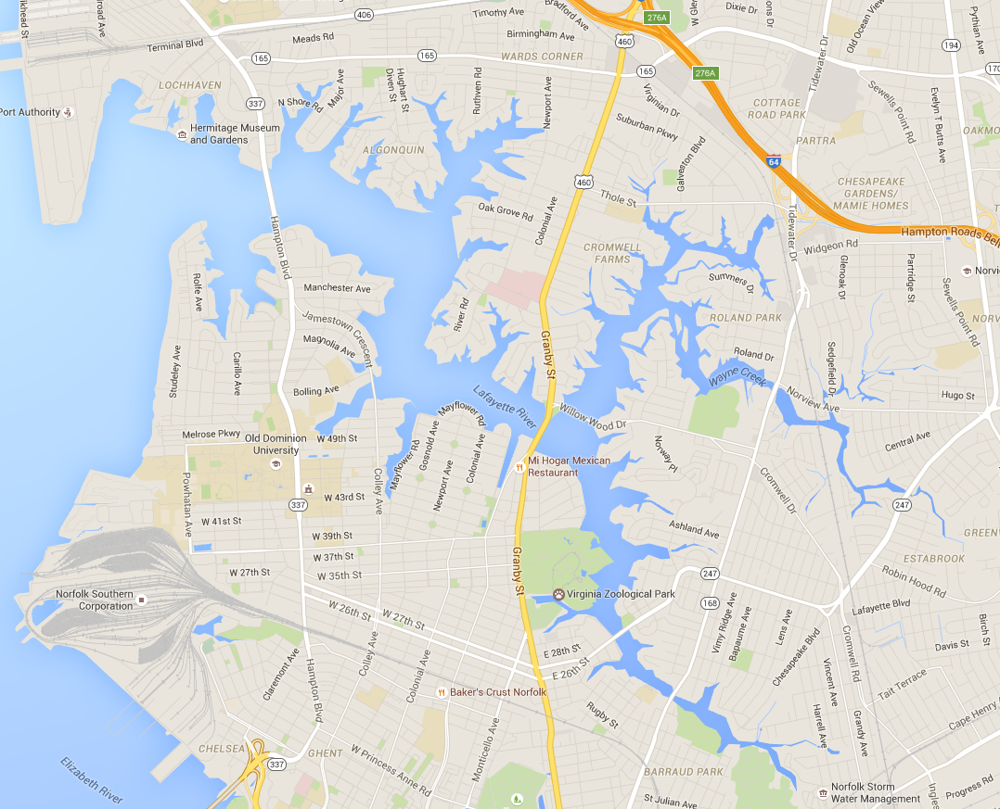 276A
406
Timothy Ave
Bradford Ave
Dixie Dr
Old Ocean View
Pythian Ave
Terminal Blvd
Meads Rd
Birmingham Ave
460
194
165
165
WARDS CORNER
165
276A
170
LOCHHAVEN
Major Ave
Hughart St
Diven St
Ruthven Rd
Newport Ave
Virginian Dr
Tidewater Dr
Sewells Point Rd
Evelyn T Butts Ave
337
N Shore Rd
COTTAGE
ROAD PARK
Port Authority
Hermitage Museum
and Gardens
ALGONQUIN
Suburban Pkwy
PARTRA
OAKMO
Galveston Blvd
64
460
CHESAPEAKE
GARDENS/
MAMIE HOMES
Thole St
Oak Grove Rd
Colonial Ave
Tidewater Dr
Hampton Blvd
Hampton Roads Bel
CROMWELL
FARMS
Widgeon Rd
Glenoak Dr
Partridge St
Norvi
Rolfe Ave
Manchester Ave
Summers Dr
Sewells Point Rd
River Rd
Jamestown Crescent
ROLAND PARK
NORV
Magnolia Ave
Granby St
Studeley Ave
Carillo Ave
Roland Dr
Sedgefield Dr
Wayne Creek
Bolling Ave
Lafayette River
Norview Ave
Hugo St
Mayflower Rd
Willow Wood Dr
Melrose Pkwy
Old Dominion
University
W 49th St
Gosnold Ave
Central Ave
Mayflower Rd
Newport Ave
Colonial Ave
Norway Pl
Mi Hogar Mexican
Restaurant
Powhatan Ave
Colley Ave
W 43rd St
Cromwell Dr
337
247
W 41st St
W 39th St
Ashland Ave
GREENV
W 37th St
W 27th St
W 35th St
Granby St
ESTABROOK
247
Robin Hood Rd
Norfolk Southern
Corporation
Virginia Zoological Park
168
Lafayette Blvd
W 26th St
W 27th St
Vimy Ridge Ave
Bapaume Ave
Lens Ave
Chesapeake Blvd
Cromwell Rd
Birch St
Davis St
E 28th St
E 26th St
Claremont Ave
Hampton Blvd
Colley Ave
Colonial Ave
Vincent Ave
Tait Terrace
Baker's Crust Norfolk
Rugby St
Harrell Ave
Grandy Ave
Cape Henry
Monticello Ave
CHELSEA
337
GHENT
W Princess Anne Rd
Elizabeth River
BARRAUD PARK
St Julian Ave
Norfolk Storm
Water Management
Progress Rd
Ingles